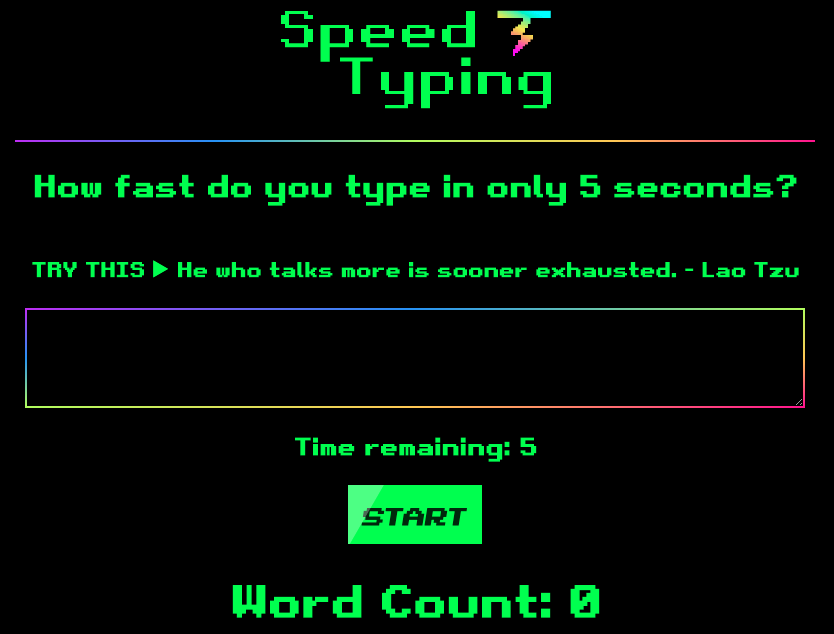 Speed
Typing
How fast do you type in only 5 seconds?
TRY THIS ▶ He who talks more is sooner exhausted. - Lao Tzu
Time remaining: 5
START
Word Count: 0